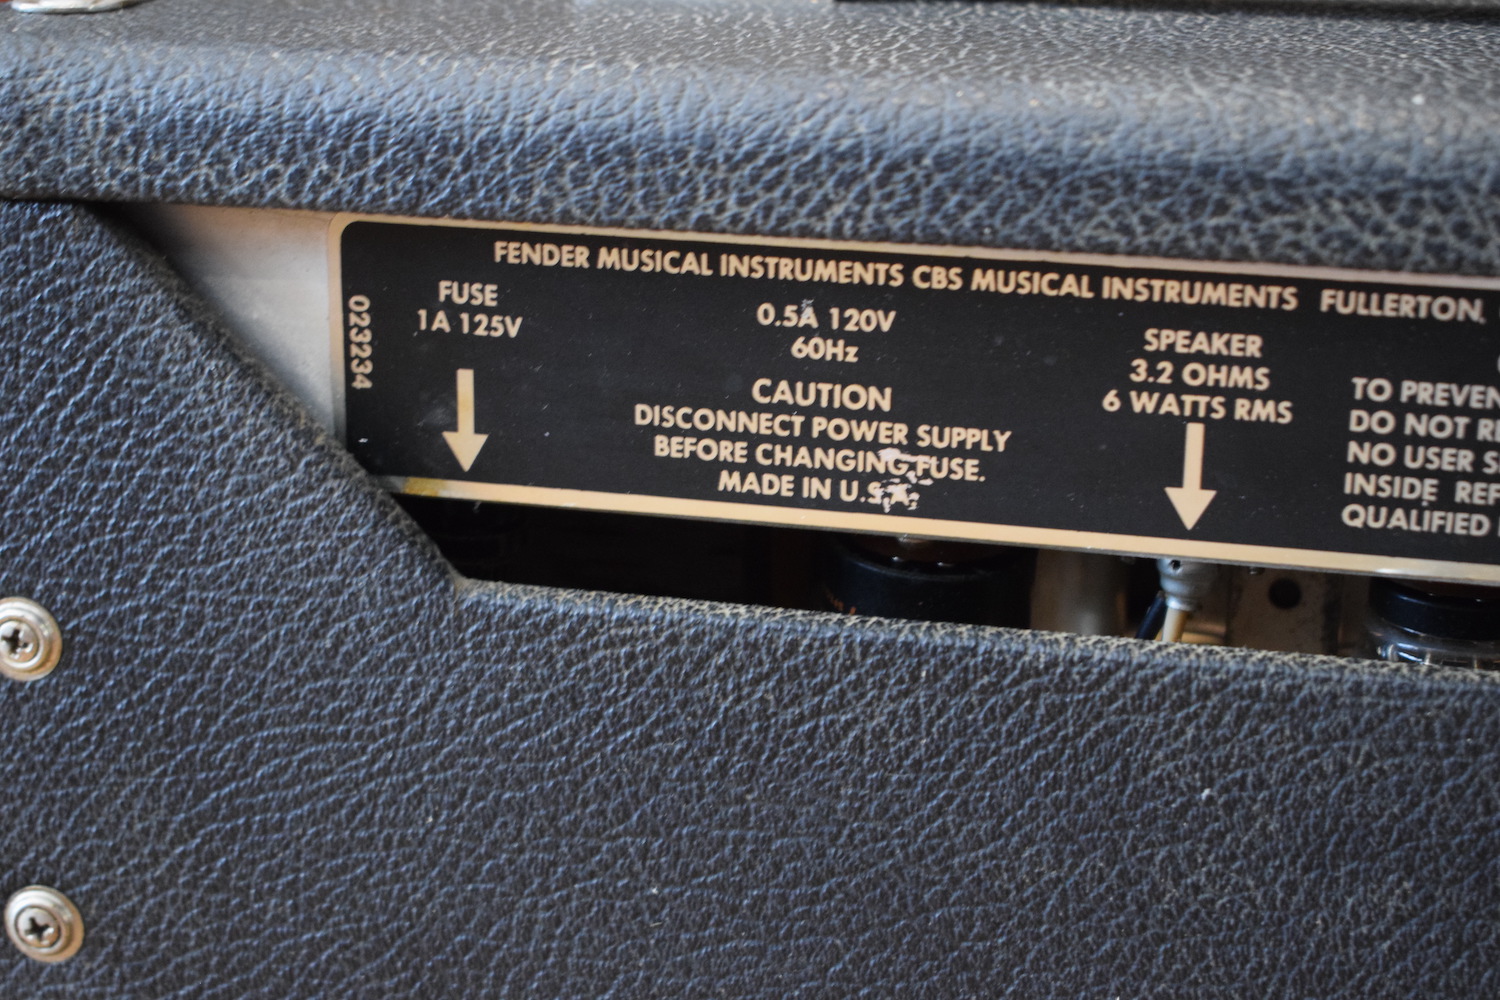 FENDER MUSICAL INSTRUMENTS CBS MUSICAL INSTRUMENTS FULLERTON,
023234
FUSE
1A 125V
0.5A 120V
60Hz
CAUTION
DISCONNECT POWER SUPPLY
BEFORE CHANGING FUSE.
MADE IN U.S.A.
SPEAKER
3.2 OHMS
6 WATTS RMS
TO
DO NOT
NO USER
INSIDE
QUALIFIED